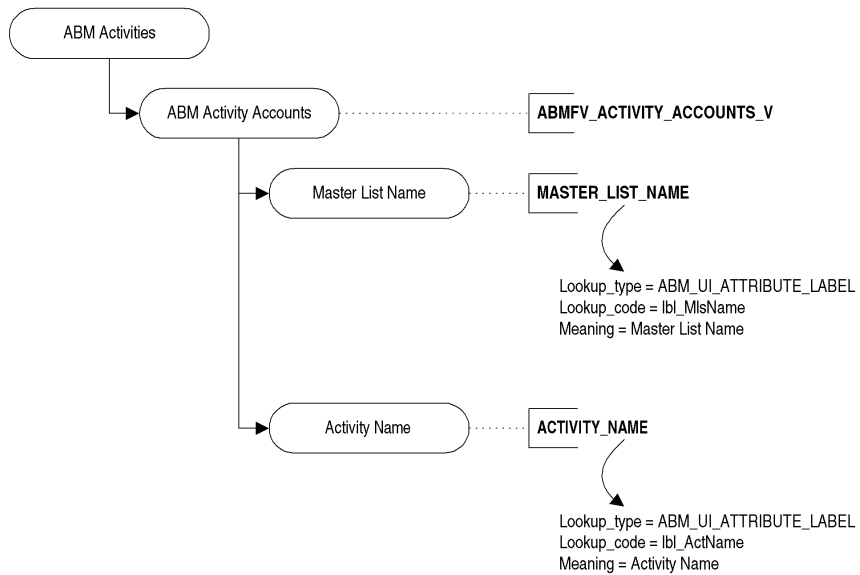 ABM Activities
ABM Activity Accounts
ABMFV_ACTIVITY_ACCOUNTS_V
Master List Name
MASTER_LIST_NAME
Lookup_type = ABM_UI_ATTRIBUTE_LABEL
Lookup_code = lbl_MlsName
Meaning = Master List Name
Activity Name
ACTIVITY_NAME
Lookup_type = ABM_UI_ATTRIBUTE_LABEL
Lookup_code = lbl_ActName
Meaning = Activity Name